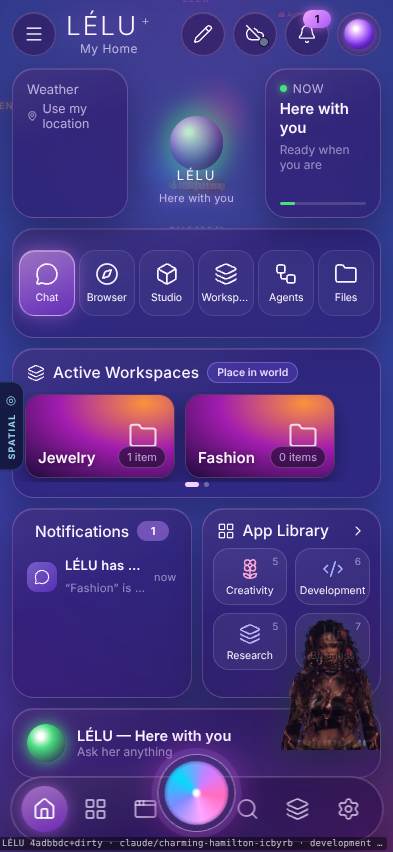 1
LÉLU +
My Home
Weather
Use my
location
LÉLU
Here with you
NOW
Here with
you
Ready when
you are
Chat
Browser
Studio
Worksp...
Agents
Files
Active Workspaces
Place in world
SPATIAL
Jewelry
1 item
Fashion
0 items
Notifications
1
LÉLU has ...
now
“Fashion” is ...
App Library
5
Creativity
6
Development
5
Research
7
LÉLU — Here with you
Ask her anything
LÉLU 4adbbdc+dirty · claude/charming-hamilton-icbyrb · development …